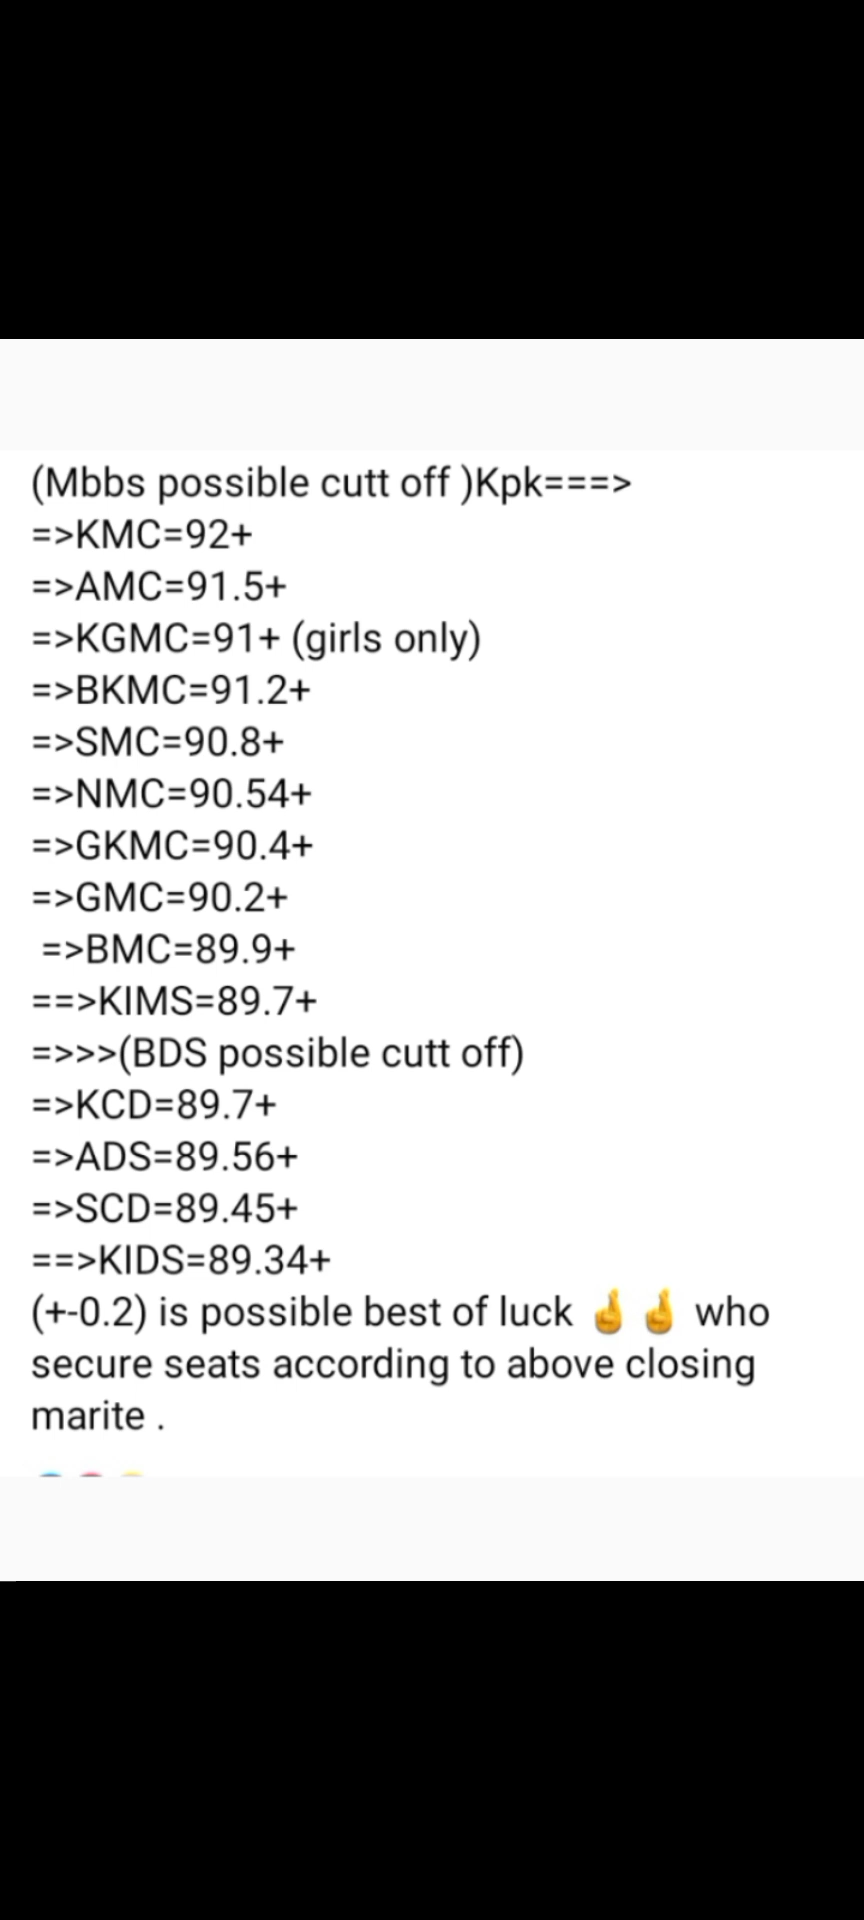 (Mbbs possible cutt off )Kpk===>
=>KMC=92+
=>AMC=91.5+
=>KGMC=91+ (girls only)
=>BKMC=91.2+
=>SMC=90.8+
=>NMC=90.54+
=>GKMC=90.4+
=>GMC=90.2+
=>BMC=89.9+
==>KIMS=89.7+
=>>>(BDS possible cutt off)
=>KCD=89.7+
=>ADS=89.56+
=>SCD=89.45+
==>KIDS=89.34+
(+-0.2) is possible best of luck 🤞 🤞 who
secure seats according to above closing
marite .